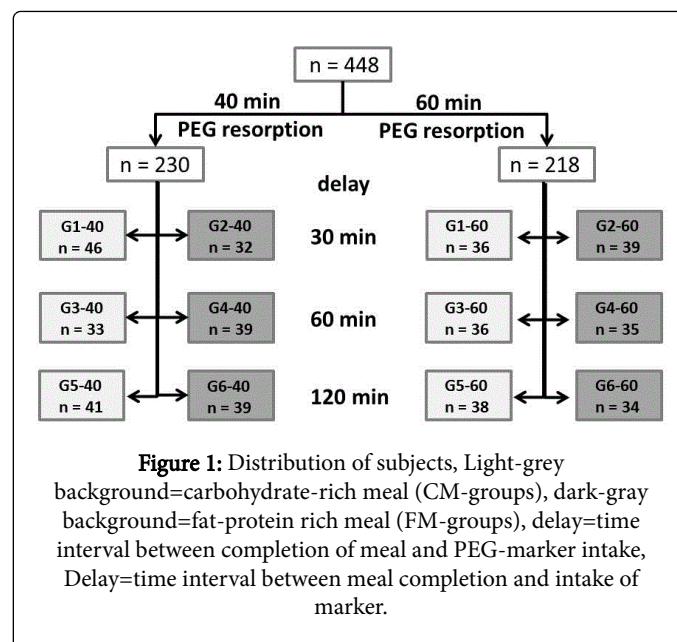 n = 448
40 min 60 min
PEG resorption PEG resorption
n = 230 n = 218
delay
G1-40 G2-40 30 min G1-60 G2-60
n = 46 n = 32 n = 36 n = 39
G3-40 G4-40 60 min G3-60 G4-60
n = 33 n = 39 n = 36 n = 35
G5-40 G6-40 120 min G5-60 G6-60
n = 41 n = 39 n = 38 n = 34
Figure 1: Distribution of subjects, Light-grey
background=carbohydrate-rich meal (CM-groups), dark-gray
background=fat-protein rich meal (FM-groups), delay=time
interval between completion of meal and PEG-marker intake,
Delay=time interval between meal completion and intake of
marker.